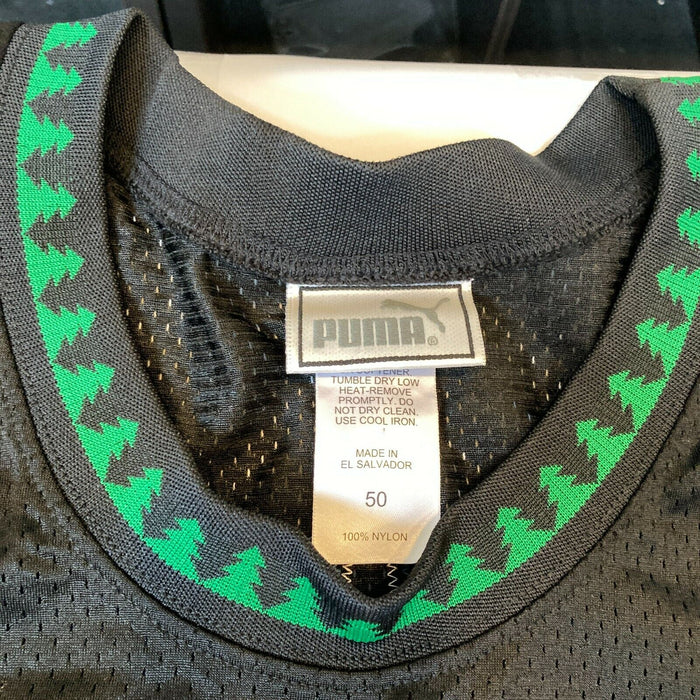 PUMA®
SOFTENER
TUMBLE DRY LOW
HEAT-REMOVE
PROMPTLY. DO
NOT DRY CLEAN.
USE COOL IRON.
MADE IN
EL SALVADOR
50
100% NYLON